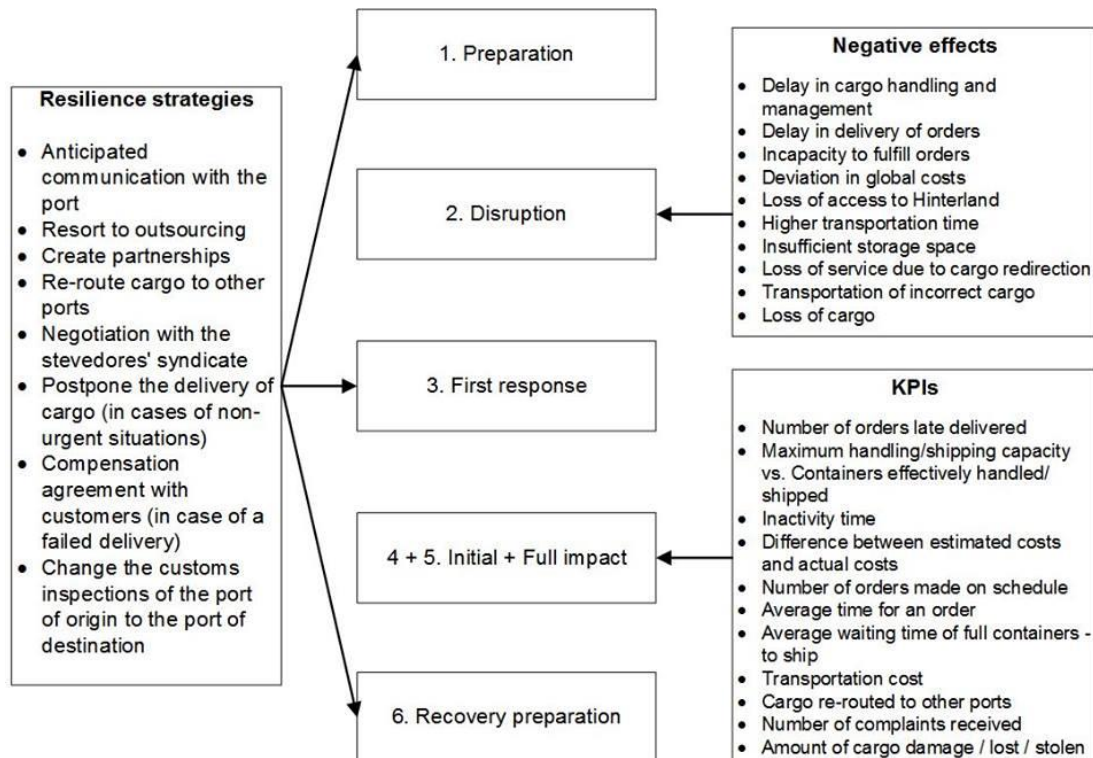 Resilience strategies
• Anticipated
communication with the
port
• Resort to outsourcing
• Create partnerships
• Re-route cargo to other
ports
• Negotiation with the
stevedores' syndicate
• Postpone the delivery of
cargo (in cases of non-
urgent situations)
• Compensation
agreement with
customers (in case of a
failed delivery)
• Change the customs
inspections of the port
of origin to the port of
destination
1. Preparation
2. Disruption
3. First response
4 + 5. Initial + Full impact
6. Recovery preparation
Negative effects
• Delay in cargo handling and
management
• Delay in delivery of orders
• Incapacity to fulfill orders
• Deviation in global costs
• Loss of access to Hinterland
• Higher transportation time
• Insufficient storage space
• Loss of service due to cargo redirection
• Transportation of incorrect cargo
• Loss of cargo
KPIs
• Number of orders late delivered
• Maximum handling/shipping capacity
vs. Containers effectively handled/
shipped
• Inactivity time
• Difference between estimated costs
and actual costs
• Number of orders made on schedule
• Average time for an order
• Average waiting time of full containers -
to ship
• Transportation cost
• Cargo re-routed to other ports
• Number of complaints received
• Amount of cargo damage / lost / stolen